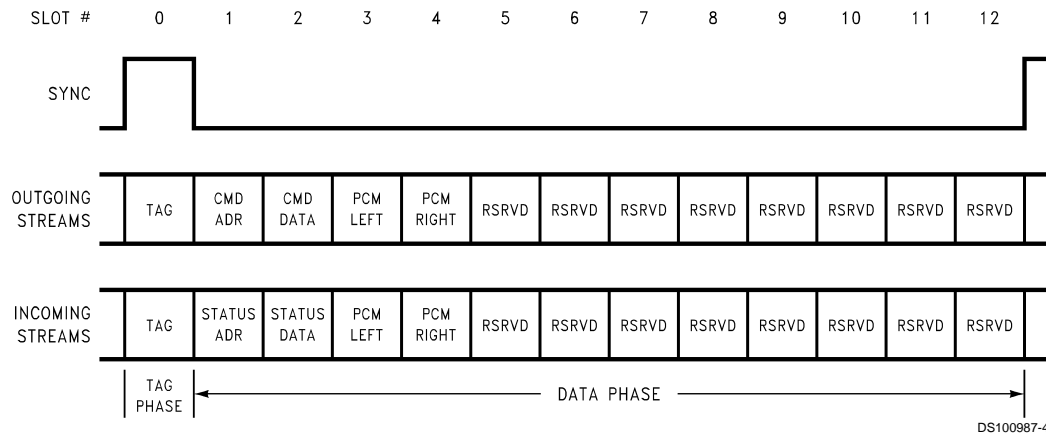 SLOT # 0 1 2 3 4 5 6 7 8 9 10 11 12
SYNC
OUTGOING
STREAMS
TAG
CMD
ADR
CMD
DATA
PCM
LEFT
PCM
RIGHT
RSRVD RSRVD RSRVD RSRVD RSRVD RSRVD RSRVD RSRVD
INCOMING
STREAMS
TAG
STATUS
ADR
STATUS
DATA
PCM
LEFT
PCM
RIGHT
RSRVD RSRVD RSRVD RSRVD RSRVD RSRVD RSRVD RSRVD
TAG
PHASE
DATA PHASE
DS100987-4